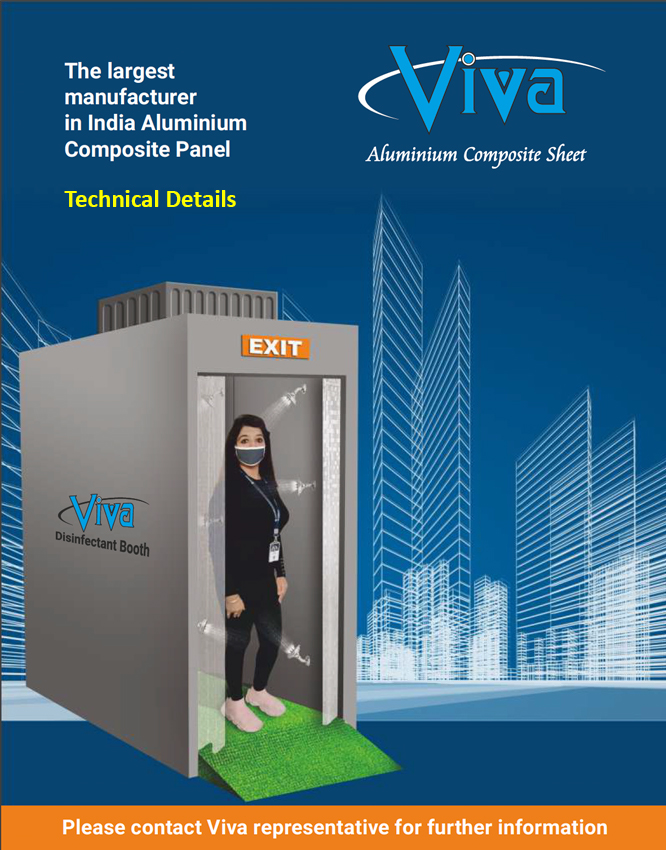 The largest
manufacturer
in India Aluminium
Composite Panel
Viva
Aluminium Composite Sheet
Technical Details
EXIT
Viva
Disinfectant Booth
Please contact Viva representative for further information